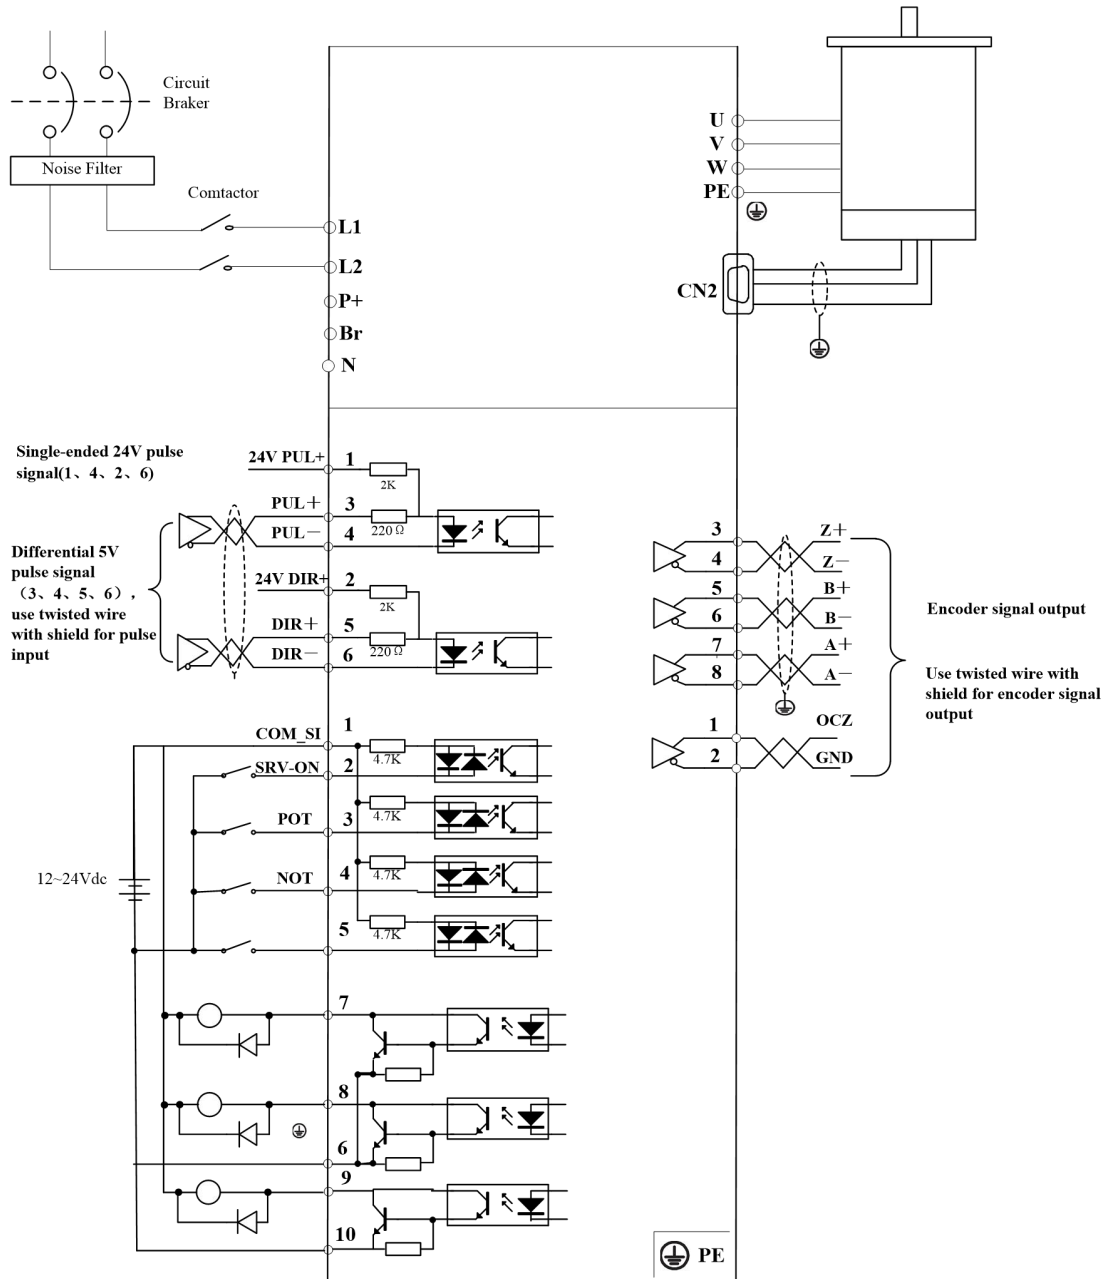 Circuit
Braker
Noise Filter
Comtactor
L1
L2
P+
Br
N
U
V
W
PE
CN2
Single-ended 24V pulse
signal(1、4、2、6)
24V PUL+ 1
2K
PUL+ 3
220Ω
PUL− 4
Differential 5V
pulse signal
（3、4、5、6），
use twisted wire
with shield for pulse
input
24V DIR+ 2
2K
DIR+ 5
220Ω
DIR− 6
3 Z+
4 Z−
5 B+
6 B−
7 A+
8 A−
1 OCZ
2 GND
Encoder signal output
Use twisted wire with
shield for encoder signal
output
COM_SI 1
4.7K
SRV-ON 2
4.7K
POT 3
4.7K
NOT 4
12~24Vdc
4.7K
5
7
8
6
9
10
PE